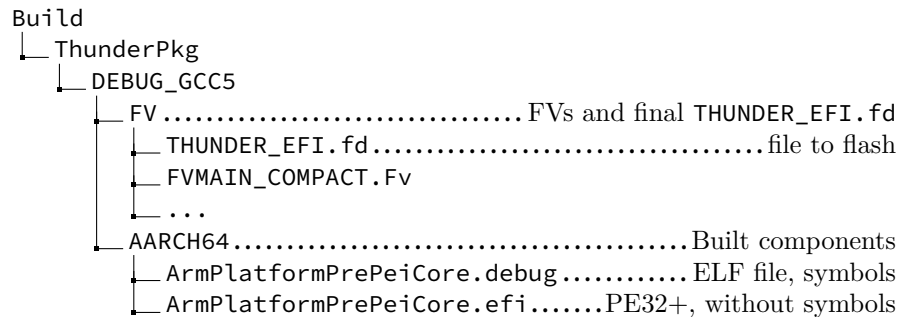 Build
ThunderPkg
DEBUG_GCC5
FV.................................FVs and final THUNDER_EFI.fd
THUNDER_EFI.fd....................................file to flash
FVMAIN_COMPACT.Fv
...
AARCH64..........................................Built components
ArmPlatformPrePeiCore.debug............ELF file, symbols
ArmPlatformPrePeiCore.efi.......PE32+, without symbols